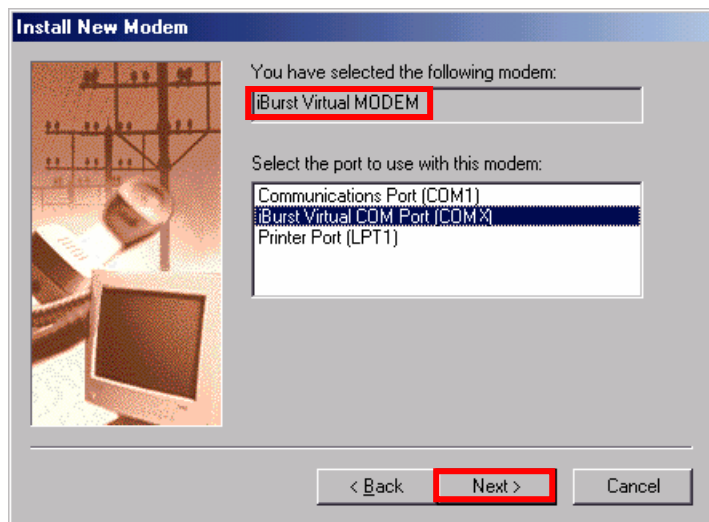 Install New Modem
You have selected the following modem:
iBurst Virtual MODEM
Select the port to use with this modem:
Communications Port (COM1)
iBurst Virtual COM Port (COMX)
Printer Port (LPT1)
< Back
Next >
Cancel